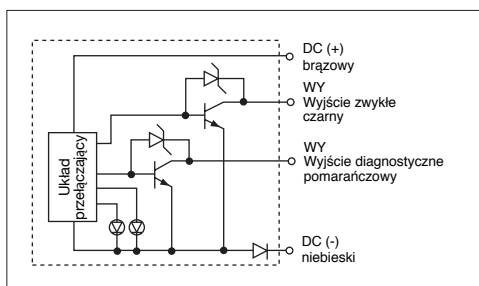 DC (+)
brązowy
WY
Wyjście zwykłe
czarny
WY
Wyjście diagnostyczne
pomarańczowy
Układ
przełączający
DC (-)
niebieski